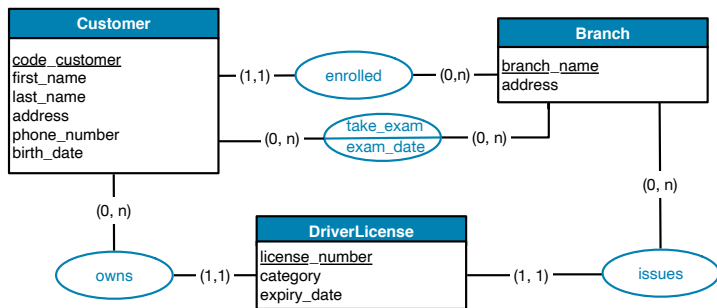 Customer
code_customer
first_name
last_name
address
phone_number
birth_date
(1,1)
enrolled
(0,n)
Branch
branch_name
address
(0, n)
take_exam
exam_date
(0, n)
(0, n)
(0, n)
DriverLicense
license_number
category
expiry_date
owns
(1,1)
(1, 1)
issues